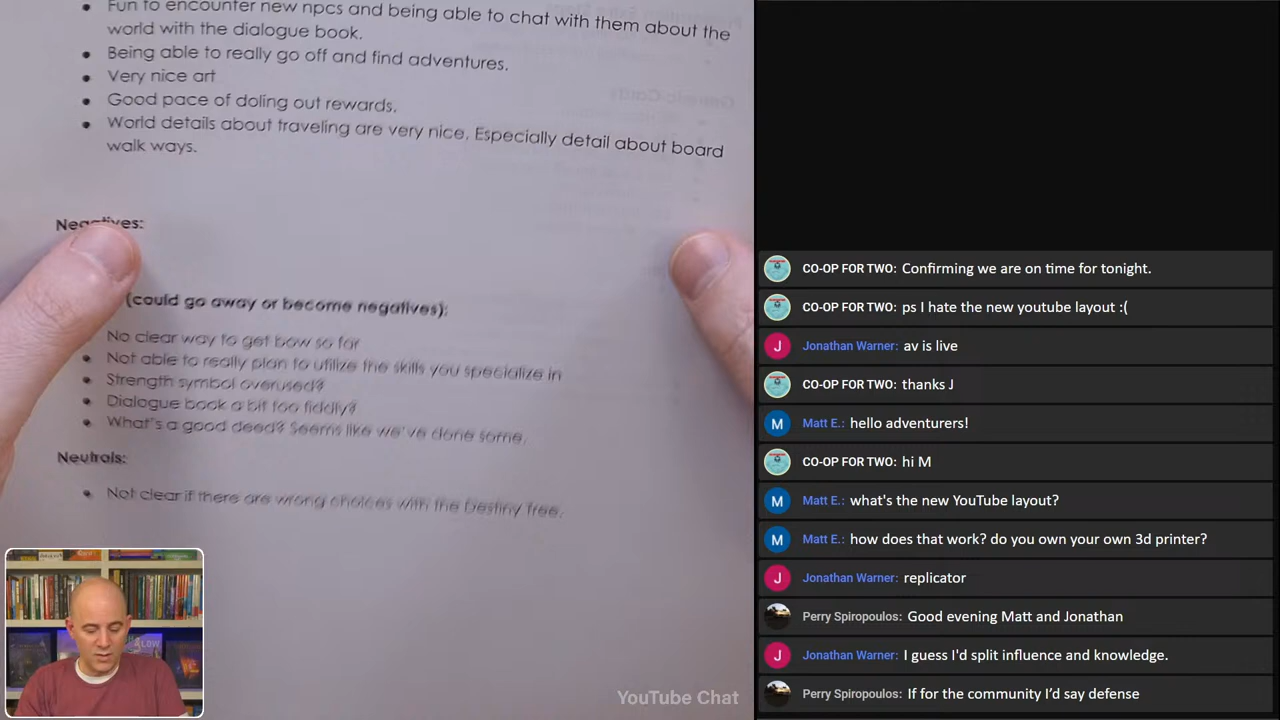 Fun to encounter new npcs and being able to chat with them about the
world with the dialogue book.
Being able to really go off and find adventures.
Very nice art
Good pace of doling out rewards.
World details about traveling are very nice. Especially detail about board
walk ways.
Negatives:
(could go away or become negatives):
No clear way to get bow so far
Not able to really plan to utilize the skills you specialize in
Strength symbol overused?
Dialogue book a bit too fiddly?
What's a good deed? Seems like we've done some.
Neutrals:
Not clear if there are wrong choices with the Destiny tree.
YouTube Chat
CO-OP FOR TWO: Confirming we are on time for tonight.
CO-OP FOR TWO: ps I hate the new youtube layout :(
J Jonathan Warner: av is live
CO-OP FOR TWO: thanks J
M Matt E.: hello adventurers!
CO-OP FOR TWO: hi M
M Matt E.: what's the new YouTube layout?
M Matt E.: how does that work? do you own your own 3d printer?
J Jonathan Warner: replicator
Perry Spiropoulos: Good evening Matt and Jonathan
J Jonathan Warner: I guess I'd split influence and knowledge.
Perry Spiropoulos: If for the community I'd say defense